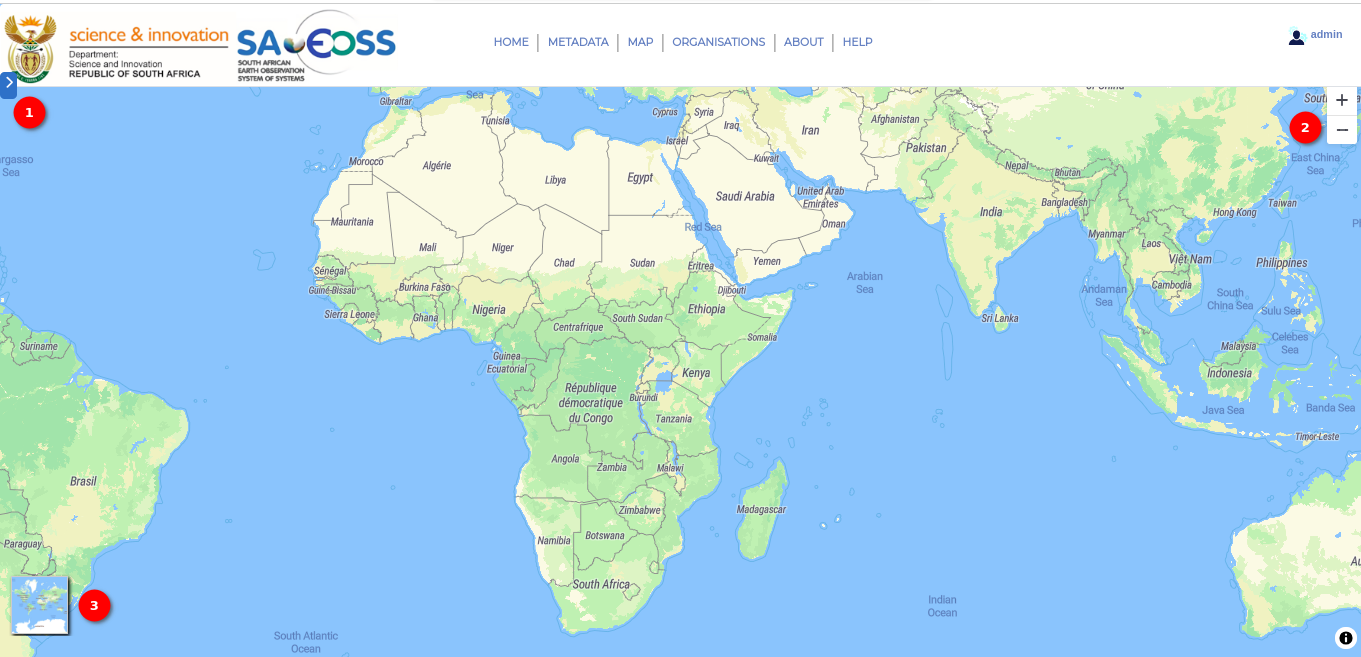 science & innovation
Department:
Science and Innovation
REPUBLIC OF SOUTH AFRICA
SA EOSS
SOUTH AFRICAN
EARTH OBSERVATION
SYSTEM OF SYSTEMS
HOME | METADATA | MAP | ORGANISATIONS | ABOUT | HELP
admin
1
+
2
−
Gibraltar
Sea
Tunisia
Cyprus
Syria
Iraq
Iran
Afghanistan
Israel
Pakistan
Kuwait
Nepal
Bhutan
East China
Sea
Sea
Morocco
Algérie
Libya
Egypt
Saudi Arabia
United Arab
Emirates
Bangladesh
Taiwan
India
Hong Kong
Mauritania
Red Sea
Oman
Myanmar
Laos
Mali
Niger
Chad
Sudan
Eritrea
Yemen
Việt Nam
Philippines
Sénégal
Arabian
Sea
Cambodia
Guiné-Bissau
Burkina Faso
Djibouti
Andaman
Sea
South
China Sea
Sierra Leone
Ghana
Nigeria
South Sudan
Ethiopia
Sri Lanka
Sulu Sea
Centrafrique
Somalia
Celebes
Sea
Suriname
Malaysia
Guinea
Ecuatorial
Kenya
Indonesia
République
démocratique
du Congo
Burundi
Java Sea
Banda Sea
Tanzania
Timor-Leste
Angola
Zambia
Malawi
Brasil
Zimbabwe
Madagascar
Paraguay
Namibia
Botswana
South Africa
3
Indian
Ocean
South Atlantic
Ocean
i